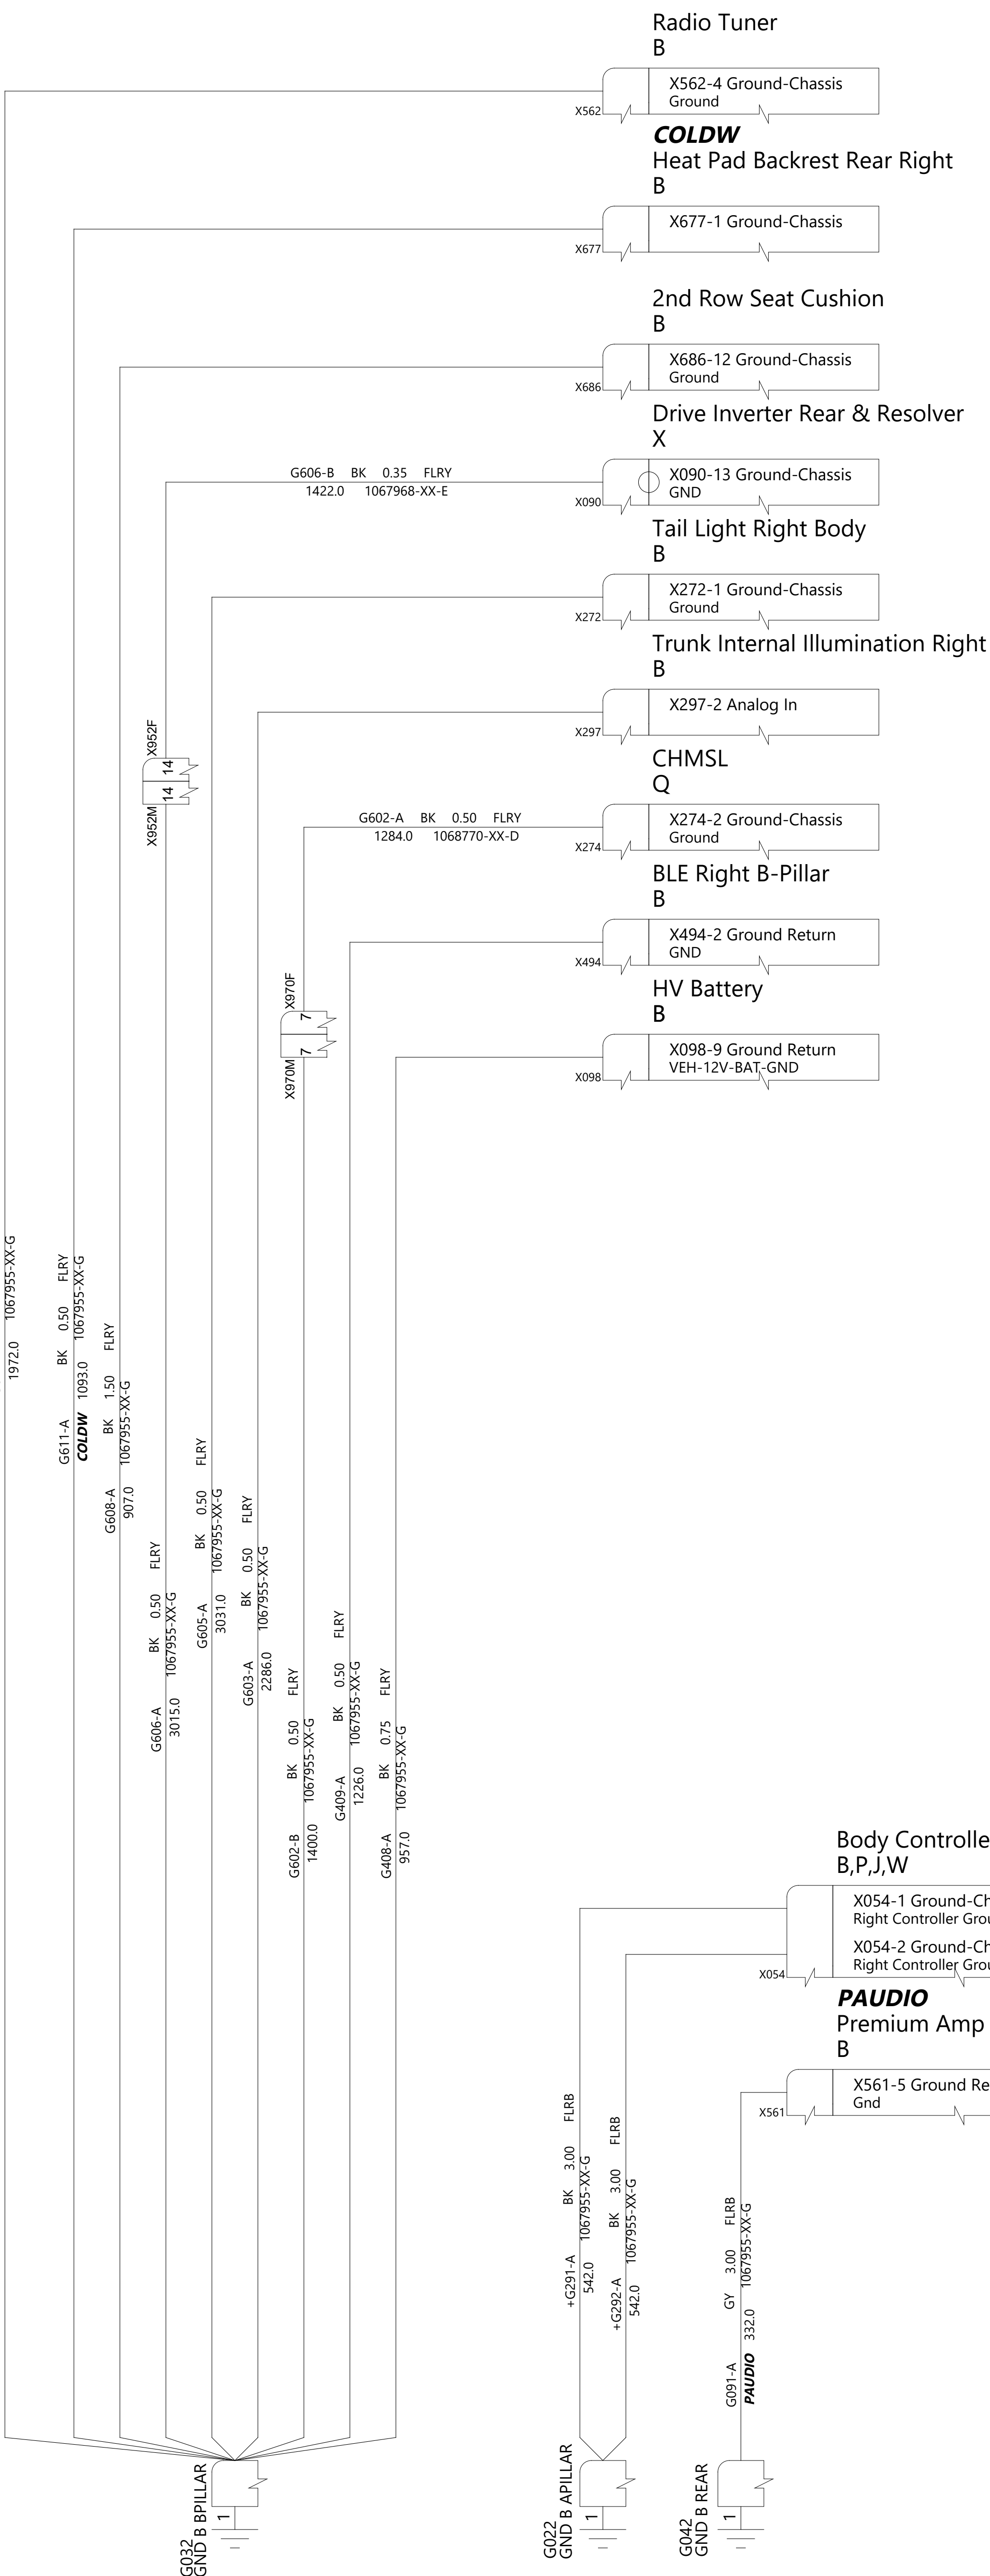 Radio Tuner
B
X562-4 Ground-Chassis
Ground
X562
COLDW
Heat Pad Backrest Rear Right
B
X677-1 Ground-Chassis
X677
2nd Row Seat Cushion
B
X686-12 Ground-Chassis
Ground
X686
Drive Inverter Rear & Resolver
X
G606-B BK 0.35 FLRY
1422.0 1067968-XX-E
X090-13 Ground-Chassis
GND
X090
Tail Light Right Body
B
X272-1 Ground-Chassis
Ground
X272
Trunk Internal Illumination Right
B
X297-2 Analog In
X297
X952F
14
14
X952M
CHMSL
Q
G602-A BK 0.50 FLRY
1284.0 1068770-XX-D
X274-2 Ground-Chassis
Ground
X274
BLE Right B-Pillar
B
X494-2 Ground Return
GND
X494
X970F
7
7
X970M
HV Battery
B
X098-9 Ground Return
VEH-12V-BAT-GND
X098
1972.0 1067955-XX-G
G611-A BK 0.50 FLRY
COLDW 1093.0 1067955-XX-G
G608-A BK 1.50 FLRY
907.0 1067955-XX-G
G606-A BK 0.50 FLRY
3015.0 1067955-XX-G
G605-A BK 0.50 FLRY
3031.0 1067955-XX-G
G603-A BK 0.50 FLRY
2286.0 1067955-XX-G
G602-B BK 0.50 FLRY
1400.0 1067955-XX-G
G409-A BK 0.50 FLRY
1226.0 1067955-XX-G
G408-A BK 0.75 FLRY
957.0 1067955-XX-G
Body Controlle
B,P,J,W
X054-1 Ground-Ch
Right Controller Grou
X054-2 Ground-Ch
Right Controller Grou
X054
PAUDIO
Premium Amp
B
X561-5 Ground Re
Gnd
X561
+G291-A BK 3.00 FLRB
542.0 1067955-XX-G
+G292-A BK 3.00 FLRB
542.0 1067955-XX-G
G091-A GY 3.00 FLRB
PAUDIO 332.0 1067955-XX-G
G032
GND B BPILLAR
1
G022
GND B APILLAR
1
G042
GND B REAR
1